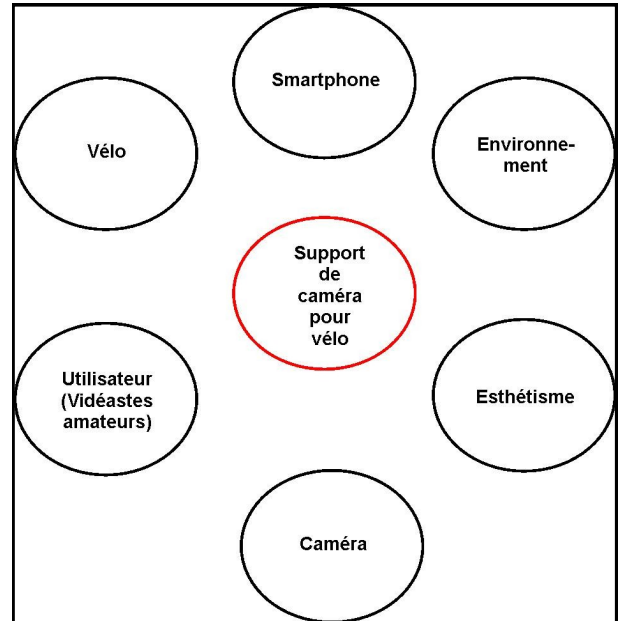 Smartphone
Vélo
Environne-
ment
Support
de
caméra
pour
vélo
Utilisateur
(Vidéastes
amateurs)
Esthétisme
Caméra